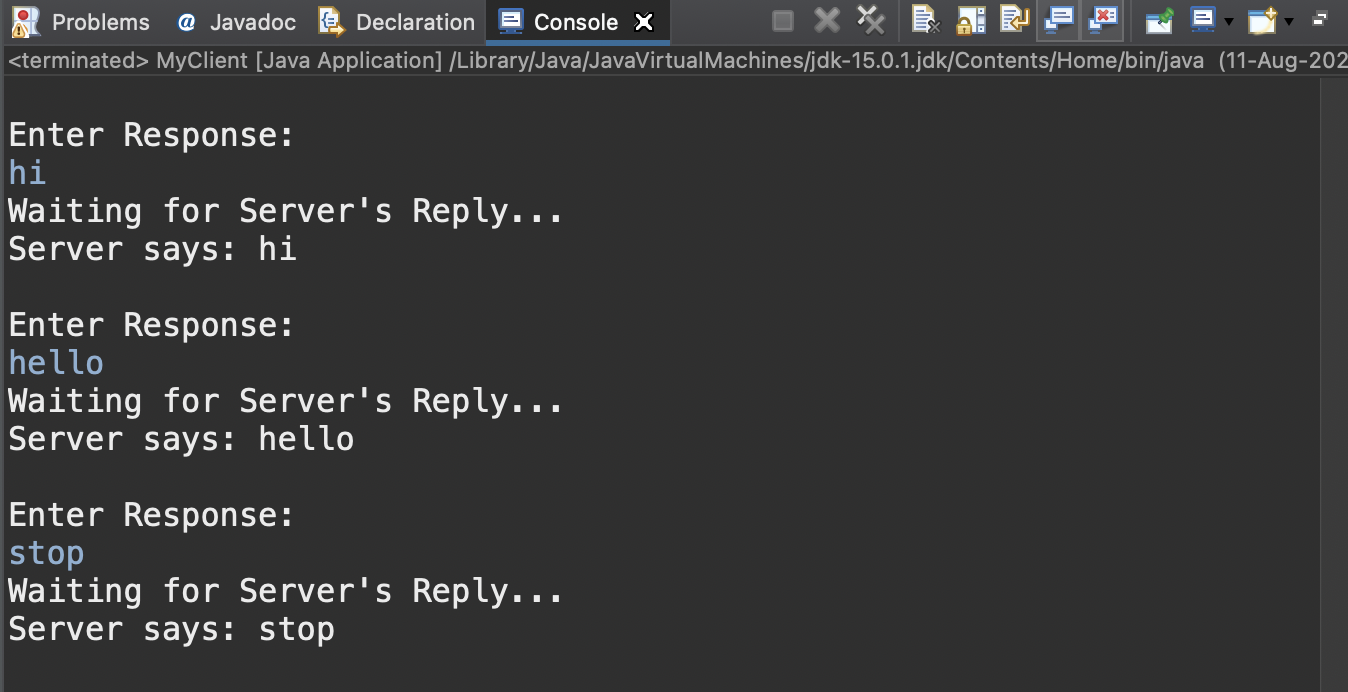 Problems @ Javadoc Declaration Console
<terminated> MyClient [Java Application] /Library/Java/JavaVirtualMachines/jdk-15.0.1.jdk/Contents/Home/bin/java (11-Aug-202
Enter Response:
hi
Waiting for Server's Reply...
Server says: hi
Enter Response:
hello
Waiting for Server's Reply...
Server says: hello
Enter Response:
stop
Waiting for Server's Reply...
Server says: stop